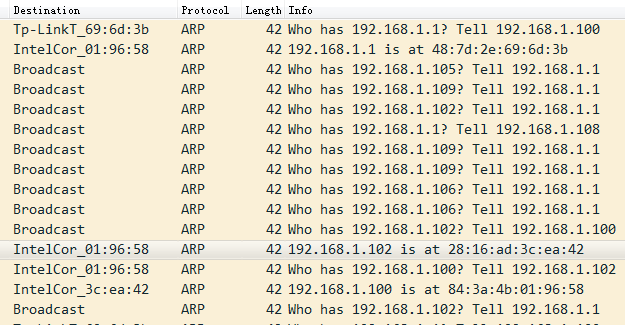 Destination Protocol Length Info
Tp-LinkT_69:6d:3b ARP 42 Who has 192.168.1.1? Tell 192.168.1.100
IntelCor_01:96:58 ARP 42 192.168.1.1 is at 48:7d:2e:69:6d:3b
Broadcast ARP 42 Who has 192.168.1.105? Tell 192.168.1.1
Broadcast ARP 42 Who has 192.168.1.109? Tell 192.168.1.1
Broadcast ARP 42 Who has 192.168.1.102? Tell 192.168.1.1
Broadcast ARP 42 Who has 192.168.1.1? Tell 192.168.1.108
Broadcast ARP 42 Who has 192.168.1.109? Tell 192.168.1.1
Broadcast ARP 42 Who has 192.168.1.109? Tell 192.168.1.1
Broadcast ARP 42 Who has 192.168.1.106? Tell 192.168.1.1
Broadcast ARP 42 Who has 192.168.1.106? Tell 192.168.1.1
Broadcast ARP 42 Who has 192.168.1.102? Tell 192.168.1.100
IntelCor_01:96:58 ARP 42 192.168.1.102 is at 28:16:ad:3c:ea:42
IntelCor_01:96:58 ARP 42 Who has 192.168.1.100? Tell 192.168.1.102
IntelCor_3c:ea:42 ARP 42 192.168.1.100 is at 84:3a:4b:01:96:58
Broadcast ARP 42 Who has 192.168.1.102? Tell 192.168.1.1